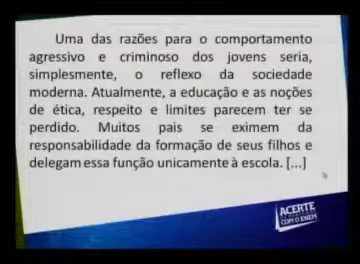 Uma das razões para o comportamento
agressivo e criminoso dos jovens seria,
simplesmente, o reflexo da sociedade
moderna. Atualmente, a educação e as noções
de ética, respeito e limites parecem ter se
perdido. Muitos pais se eximem da
responsabilidade da formação de seus filhos e
delegam essa função unicamente à escola. [...]
ACERTE
COM O ENEM